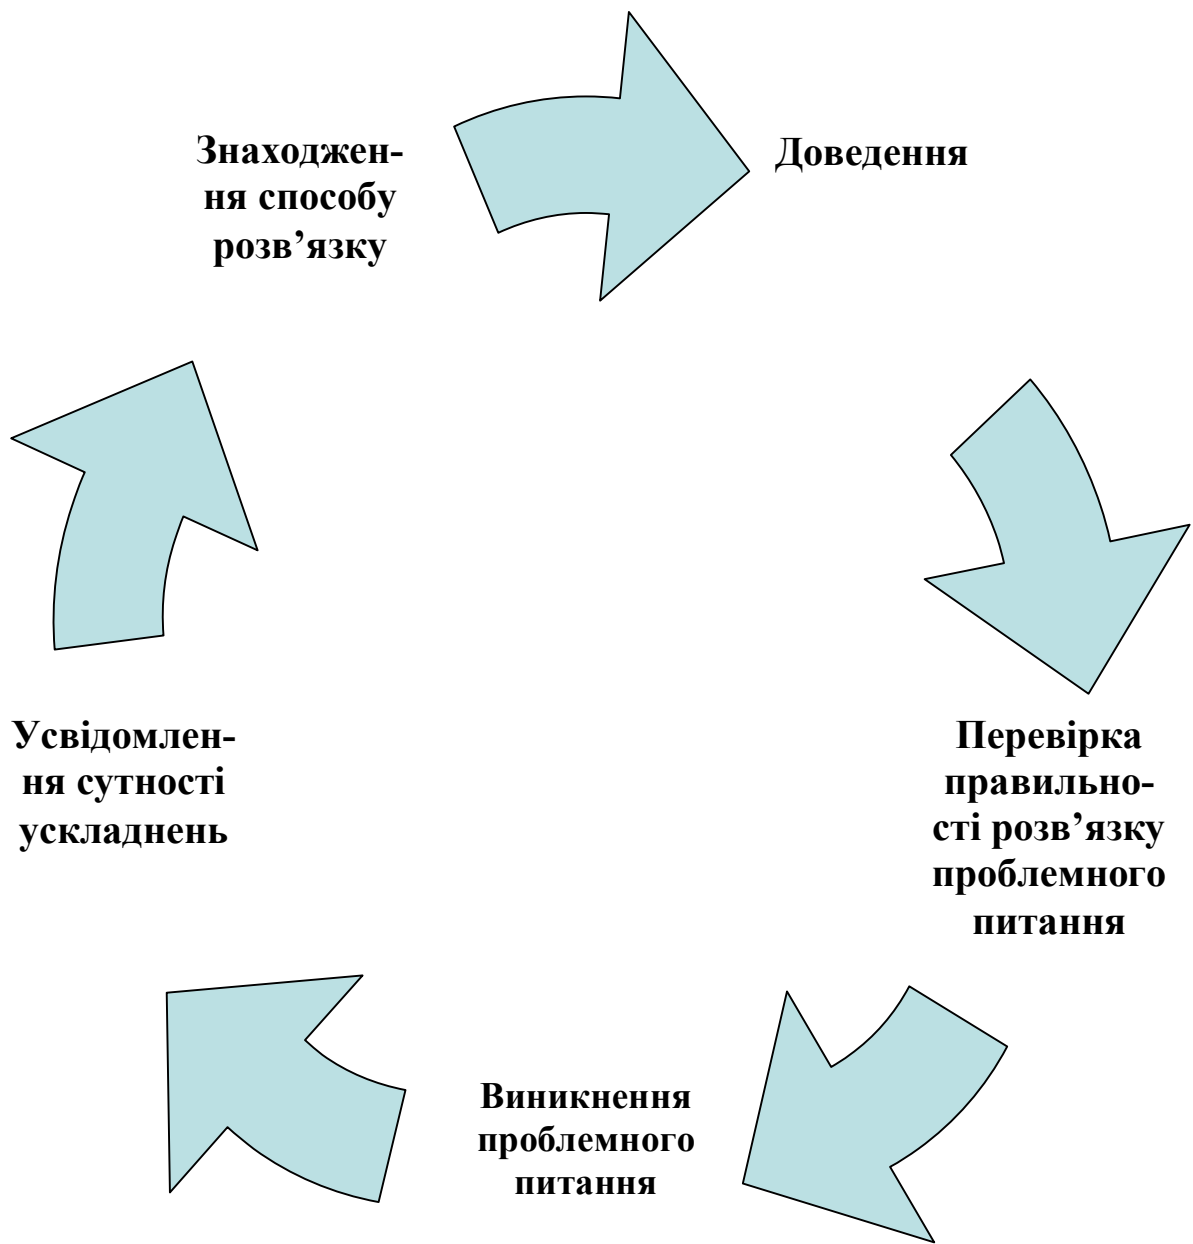 Знаходжен-
ня способу
розв’язку
Доведення
Усвідомлен-
ня сутності
ускладнень
Перевірка
правильно-
сті розв’язку
проблемного
питання
Виникнення
проблемного
питання